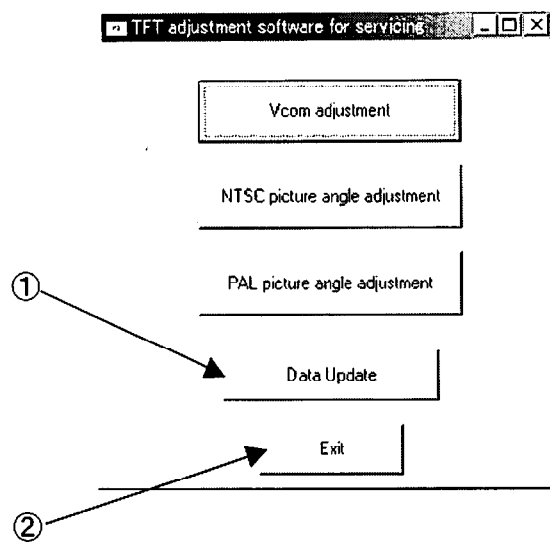 TFT adjustment software for servicing
Vcom adjustment
NTSC picture angle adjustment
PAL picture angle adjustment
① Data Update
Exit
②